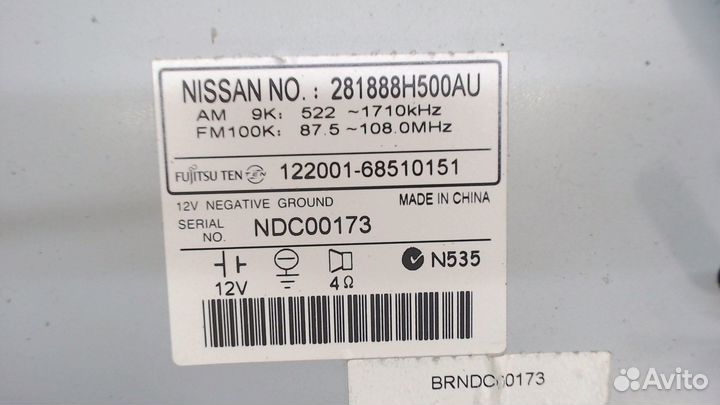 NISSAN NO. : 281888H500AU
AM 9K: 522 ~1710kHz
FM100K: 87.5~108.0MHz
FUJITSU TEN TEN 122001-68510151
12V NEGATIVE GROUND MADE IN CHINA
SERIAL NO. NDC00173
N535
12V 4Ω
BRNDC00173
Avito